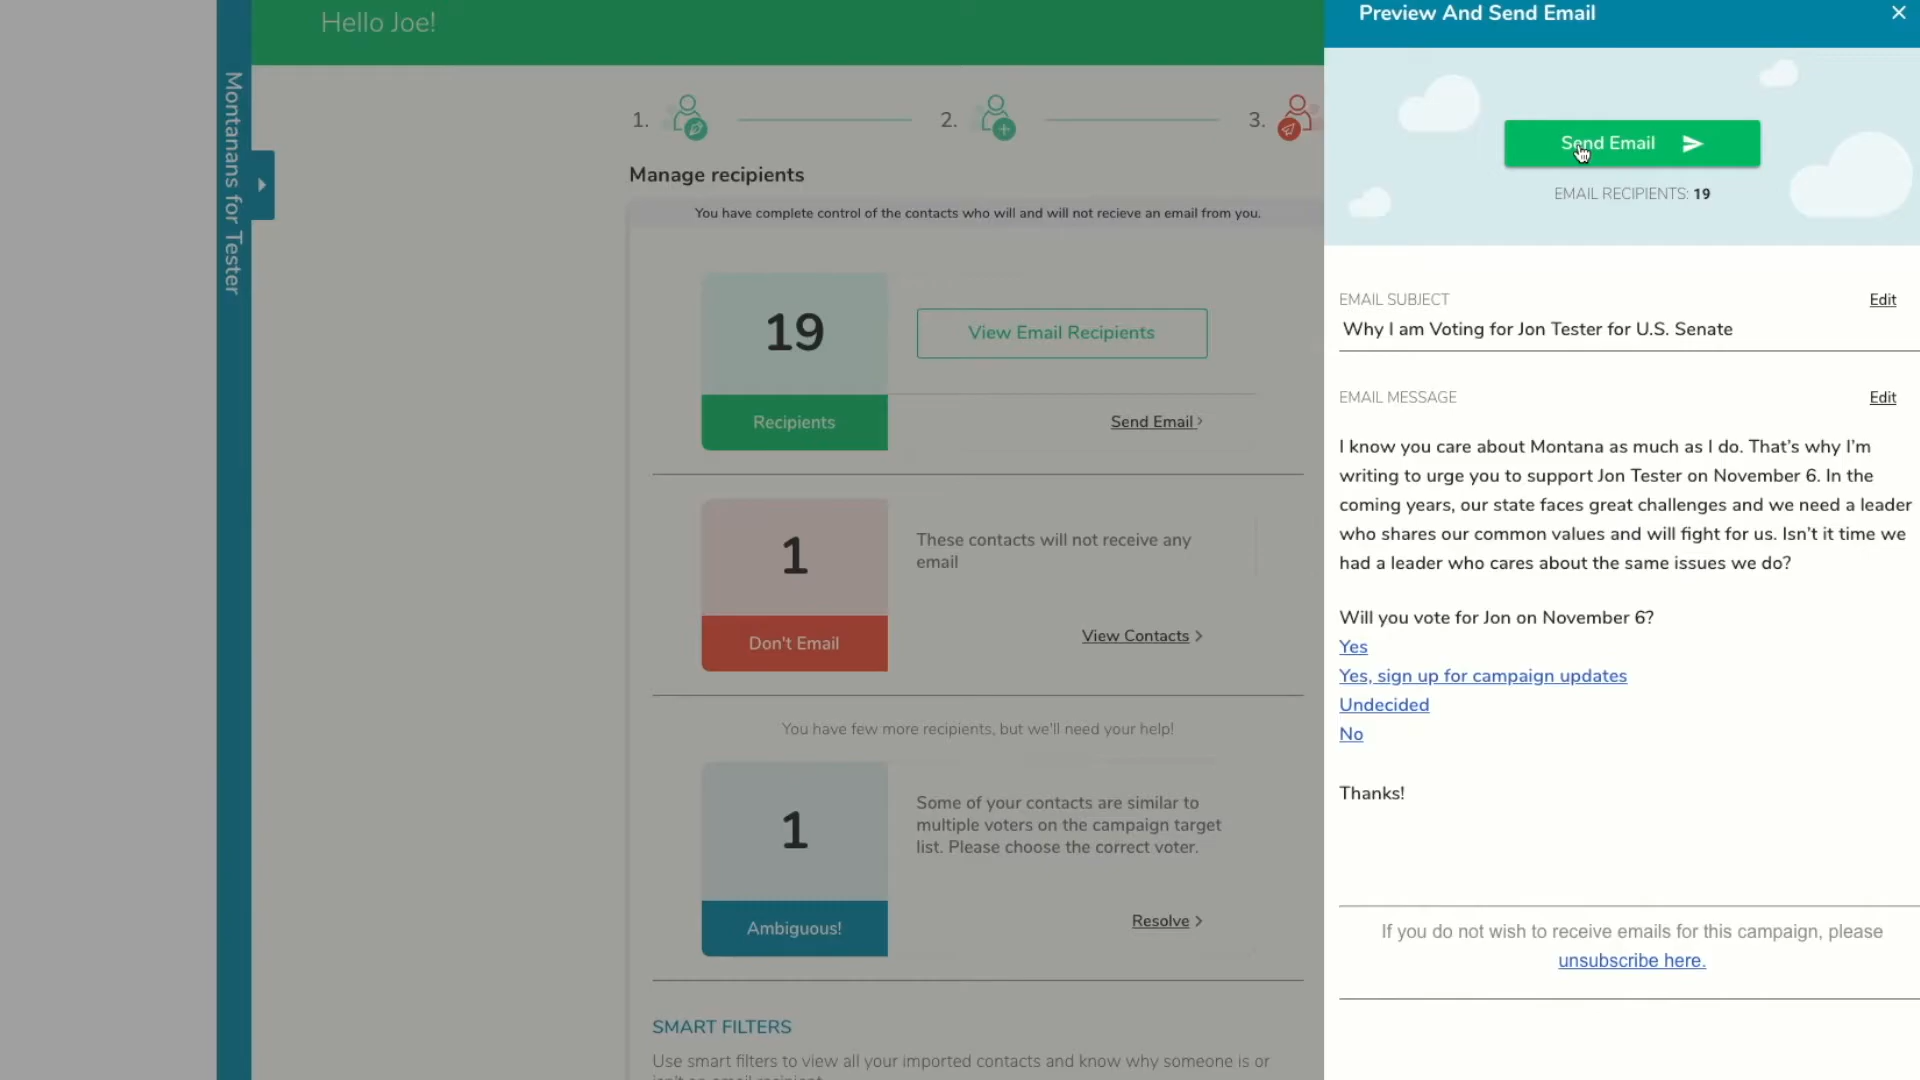 Hello Joe!
Montanans for Tester
1.
2.
3.
Manage recipients
You have complete control of the contacts who will and will not recieve an email from you.
19
Recipients
View Email Recipients
Send Email >
1
Don't Email
These contacts will not receive any
email
View Contacts >
You have few more recipients, but we'll need your help!
1
Ambiguous!
Some of your contacts are similar to
multiple voters on the campaign target
list. Please choose the correct voter.
Resolve >
SMART FILTERS
Use smart filters to view all your imported contacts and know why someone is or
Preview And Send Email
Send Email
EMAIL RECIPIENTS: 19
EMAIL SUBJECT
Edit
Why I am Voting for Jon Tester for U.S. Senate
EMAIL MESSAGE
Edit
I know you care about Montana as much as I do. That's why I'm
writing to urge you to support Jon Tester on November 6. In the
coming years, our state faces great challenges and we need a leader
who shares our common values and will fight for us. Isn't it time we
had a leader who cares about the same issues we do?
Will you vote for Jon on November 6?
Yes
Yes, sign up for campaign updates
Undecided
No
Thanks!
If you do not wish to receive emails for this campaign, please
unsubscribe here.